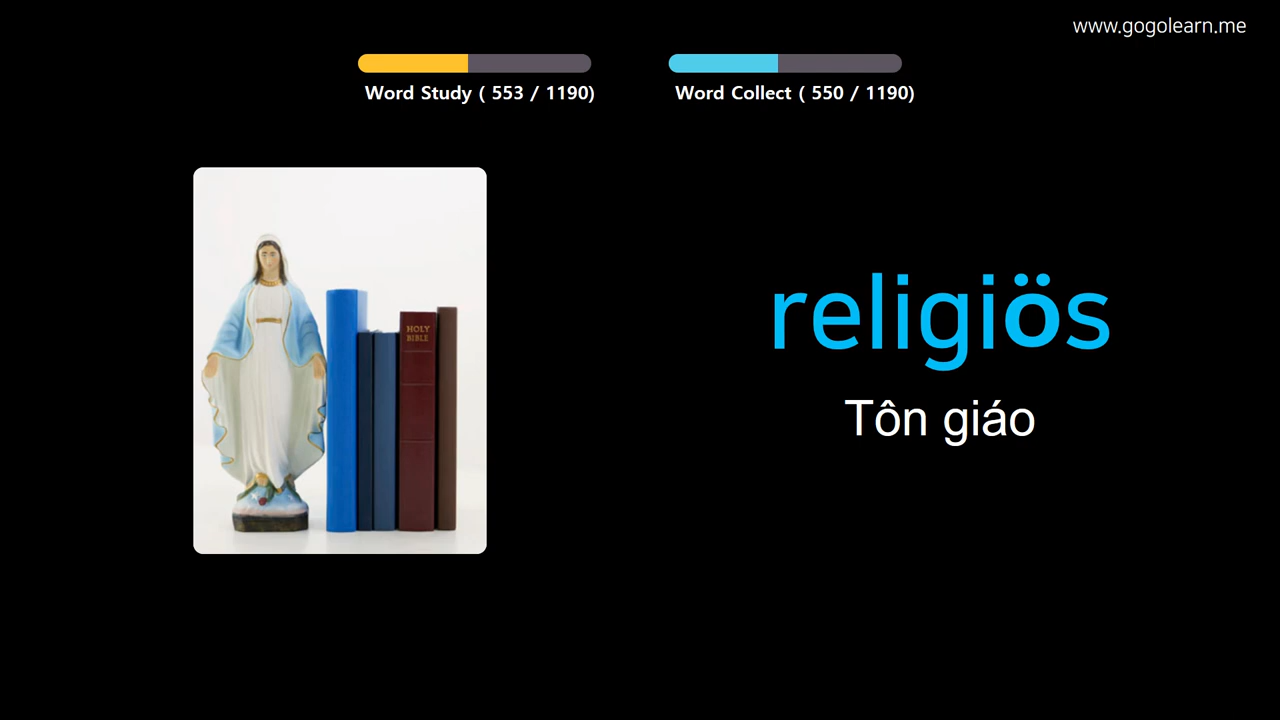 www.gogolearn.me
Word Study ( 553 / 1190)
Word Collect ( 550 / 1190)
HOLY
BIBLE
religiös
Tôn giáo